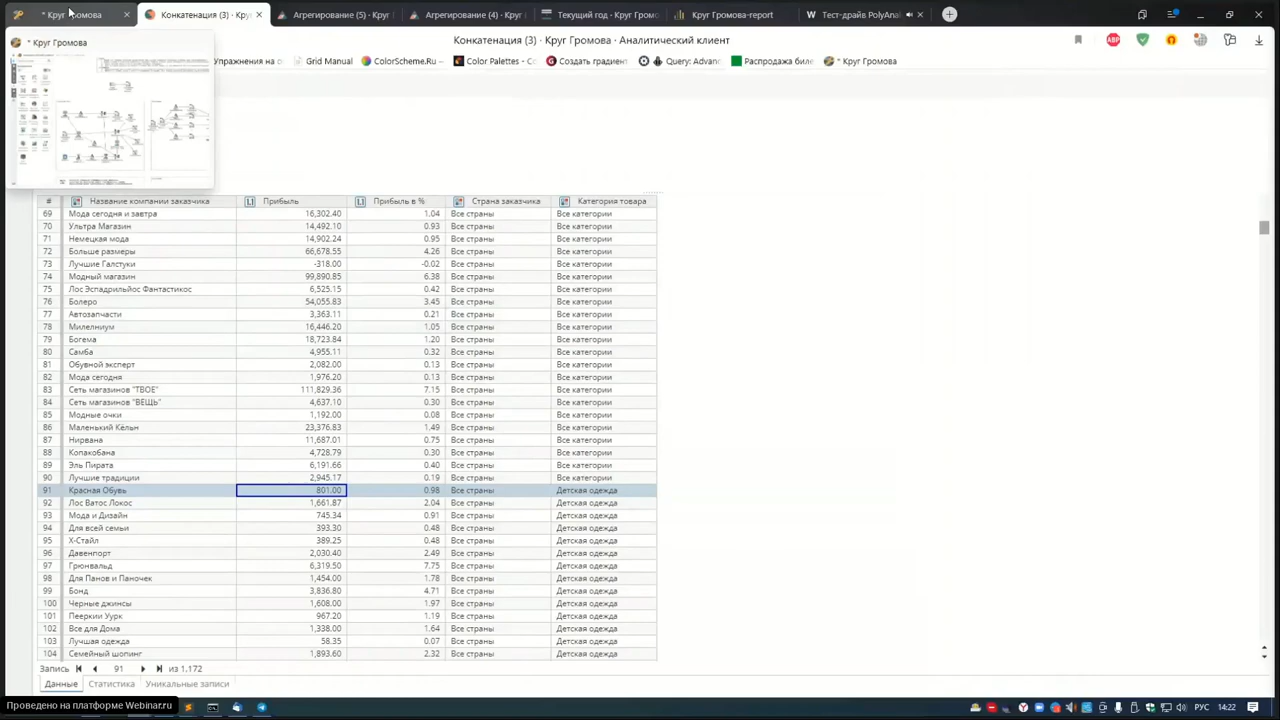 * Круг Громова
Конкатенация (3) · Круг
Агрегирование (5) · Круг
Агрегирование (4) · Круг
Текущий год · Круг Громо
Круг Громова-report
Тест-драйв PolyAnal
* Круг Громова
Конкатенация (3) · Круг Громова · Аналитический клиент
ABP
Упражнения на
Grid Manual
ColorScheme.Ru –
Color Palettes - Co
Создать градиент
Query: Advanc
Распродажа биле
* Круг Громова
# Название компании заказчика Прибыль Прибыль в % Страна заказчика Категория товара
69 Мода сегодня и завтра 16,302.40 1.04 Все страны Все категории
70 Ультра Магазин 14,492.10 0.93 Все страны Все категории
71 Немецкая мода 14,902.24 0.95 Все страны Все категории
72 Больше размеры 66,678.55 4.26 Все страны Все категории
73 Лучшие Галстуки -318.00 -0.02 Все страны Все категории
74 Модный магазин 99,890.85 6.38 Все страны Все категории
75 Лос Эспадрильйос Фантастикос 6,525.15 0.42 Все страны Все категории
76 Болеро 54,055.83 3.45 Все страны Все категории
77 Автозапчасти 3,363.11 0.21 Все страны Все категории
78 Милелниум 16,446.20 1.05 Все страны Все категории
79 Богема 18,723.84 1.20 Все страны Все категории
80 Самба 4,955.11 0.32 Все страны Все категории
81 Обувной эксперт 2,082.00 0.13 Все страны Все категории
82 Мода сегодня 1,976.20 0.13 Все страны Все категории
83 Сеть магазинов "ТВОЕ" 111,829.36 7.15 Все страны Все категории
84 Сеть магазинов "ВЕЩЬ" 4,637.10 0.30 Все страны Все категории
85 Модные очки 1,192.00 0.08 Все страны Все категории
86 Маленький Кёльн 23,376.83 1.49 Все страны Все категории
87 Нирвана 11,687.01 0.75 Все страны Все категории
88 Копакобана 4,728.79 0.30 Все страны Все категории
89 Эль Пирата 6,191.66 0.40 Все страны Все категории
90 Лучшие традиции 2,945.17 0.19 Все страны Все категории
91 Красная Обувь 801.00 0.98 Все страны Детская одежда
92 Лос Ватос Локос 1,661.87 2.04 Все страны Детская одежда
93 Мода и Дизайн 745.34 0.91 Все страны Детская одежда
94 Для всей семьи 393.30 0.48 Все страны Детская одежда
95 Х-Стайл 389.25 0.48 Все страны Детская одежда
96 Давенпорт 2,030.40 2.49 Все страны Детская одежда
97 Грюнвальд 6,319.50 7.75 Все страны Детская одежда
98 Для Панов и Паночек 1,454.00 1.78 Все страны Детская одежда
99 Бонд 3,836.80 4.71 Все страны Детская одежда
100 Черные джинсы 1,608.00 1.97 Все страны Детская одежда
101 Пееркии Уурк 967.20 1.19 Все страны Детская одежда
102 Все для Дома 1,338.00 1.64 Все страны Детская одежда
103 Лучшая одежда 58.35 0.07 Все страны Детская одежда
104 Семейный шопинг 1,893.60 2.32 Все страны Детская одежда
Запись 91 из 1.172
Данные Статистика Уникальные записи
Проведено на платформе Webinar.ru
РУС 14:22